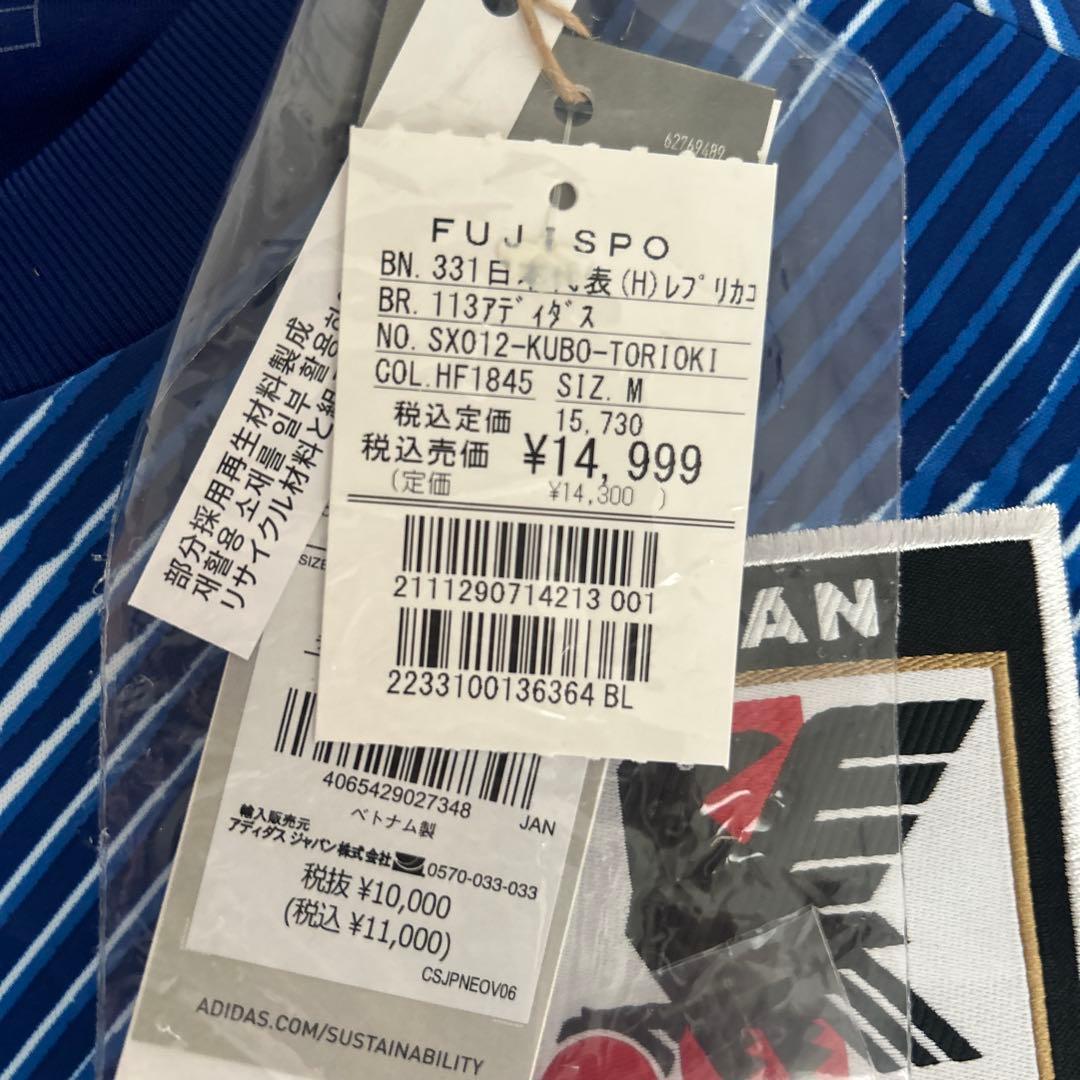 62769489
FUJISPO
BN. 331日本代表(H)レプリカコ
BR. 113アディダス
NO. SX012-KUBO-TORIOKI
COL.HF1845 SIZ. M
税込定価 15,730
税込売価 ¥14,999
(定価 ¥14,300 )
2111290714213 001
2233100136364 BL
部分採用再生材料製成
재활용 소재를 일부 활용
リサイクル材料と
SIZE
4065429027348
JAN
ベトナム製
輸入販売元
アディダス ジャパン株式会社 0570-033-033
税抜 ¥10,000
(税込 ¥11,000)
CSJPNEOV06
ADIDAS.COM/SUSTAINABILITY
AN